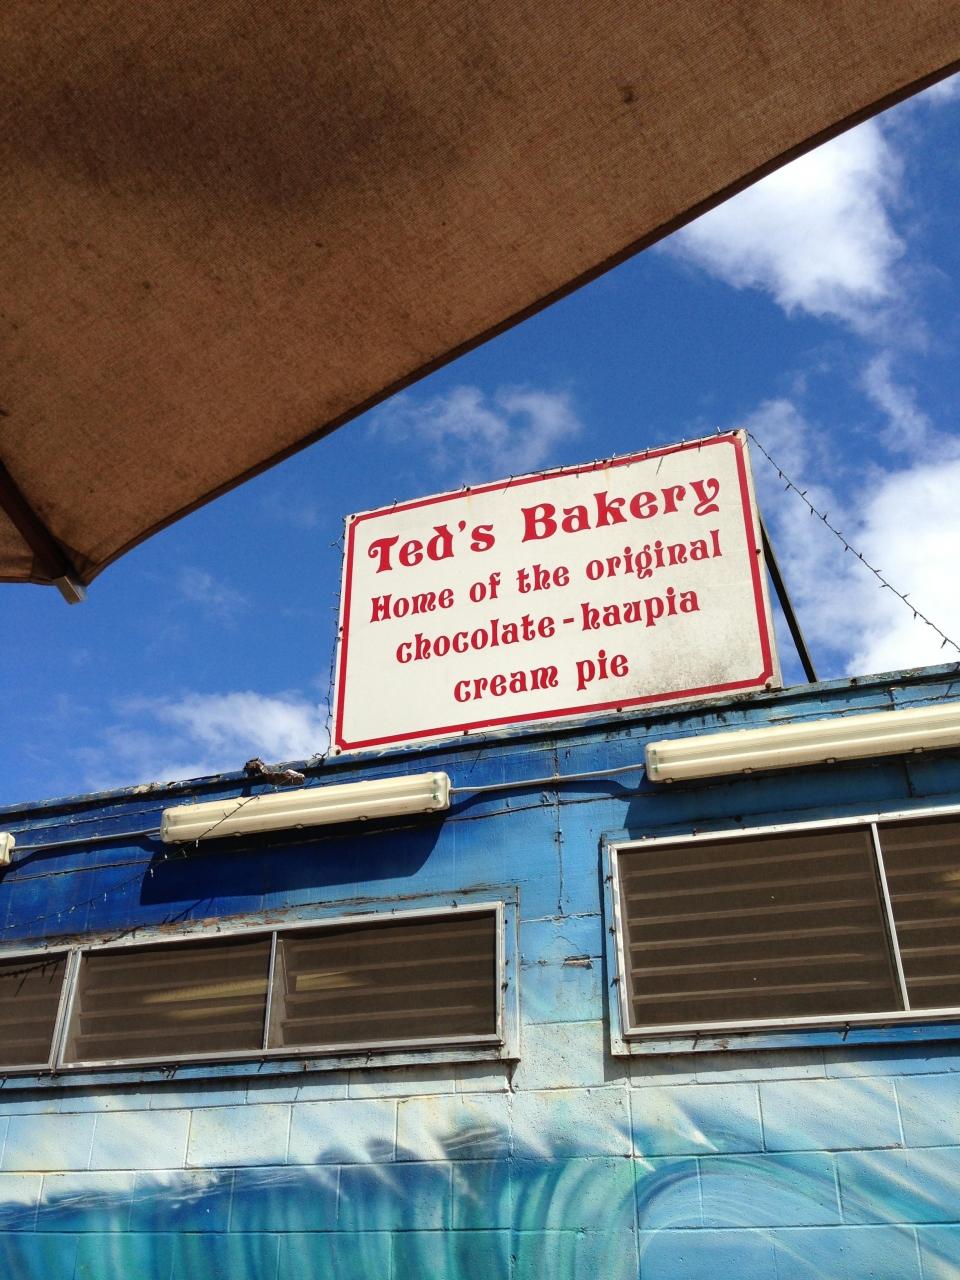 Ted's Bakery
Home of the original
chocolate-haupia
cream pie